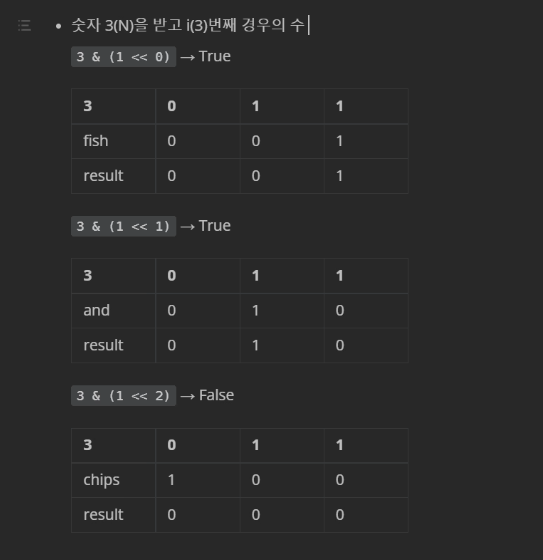 숫자 3(N)을 받고 i(3)번째 경우의 수
3 & (1 << 0) → True
3 0 1 1
fish 0 0 1
result 0 0 1
3 & (1 << 1) → True
3 0 1 1
and 0 1 0
result 0 1 0
3 & (1 << 2) → False
3 0 1 1
chips 1 0 0
result 0 0 0